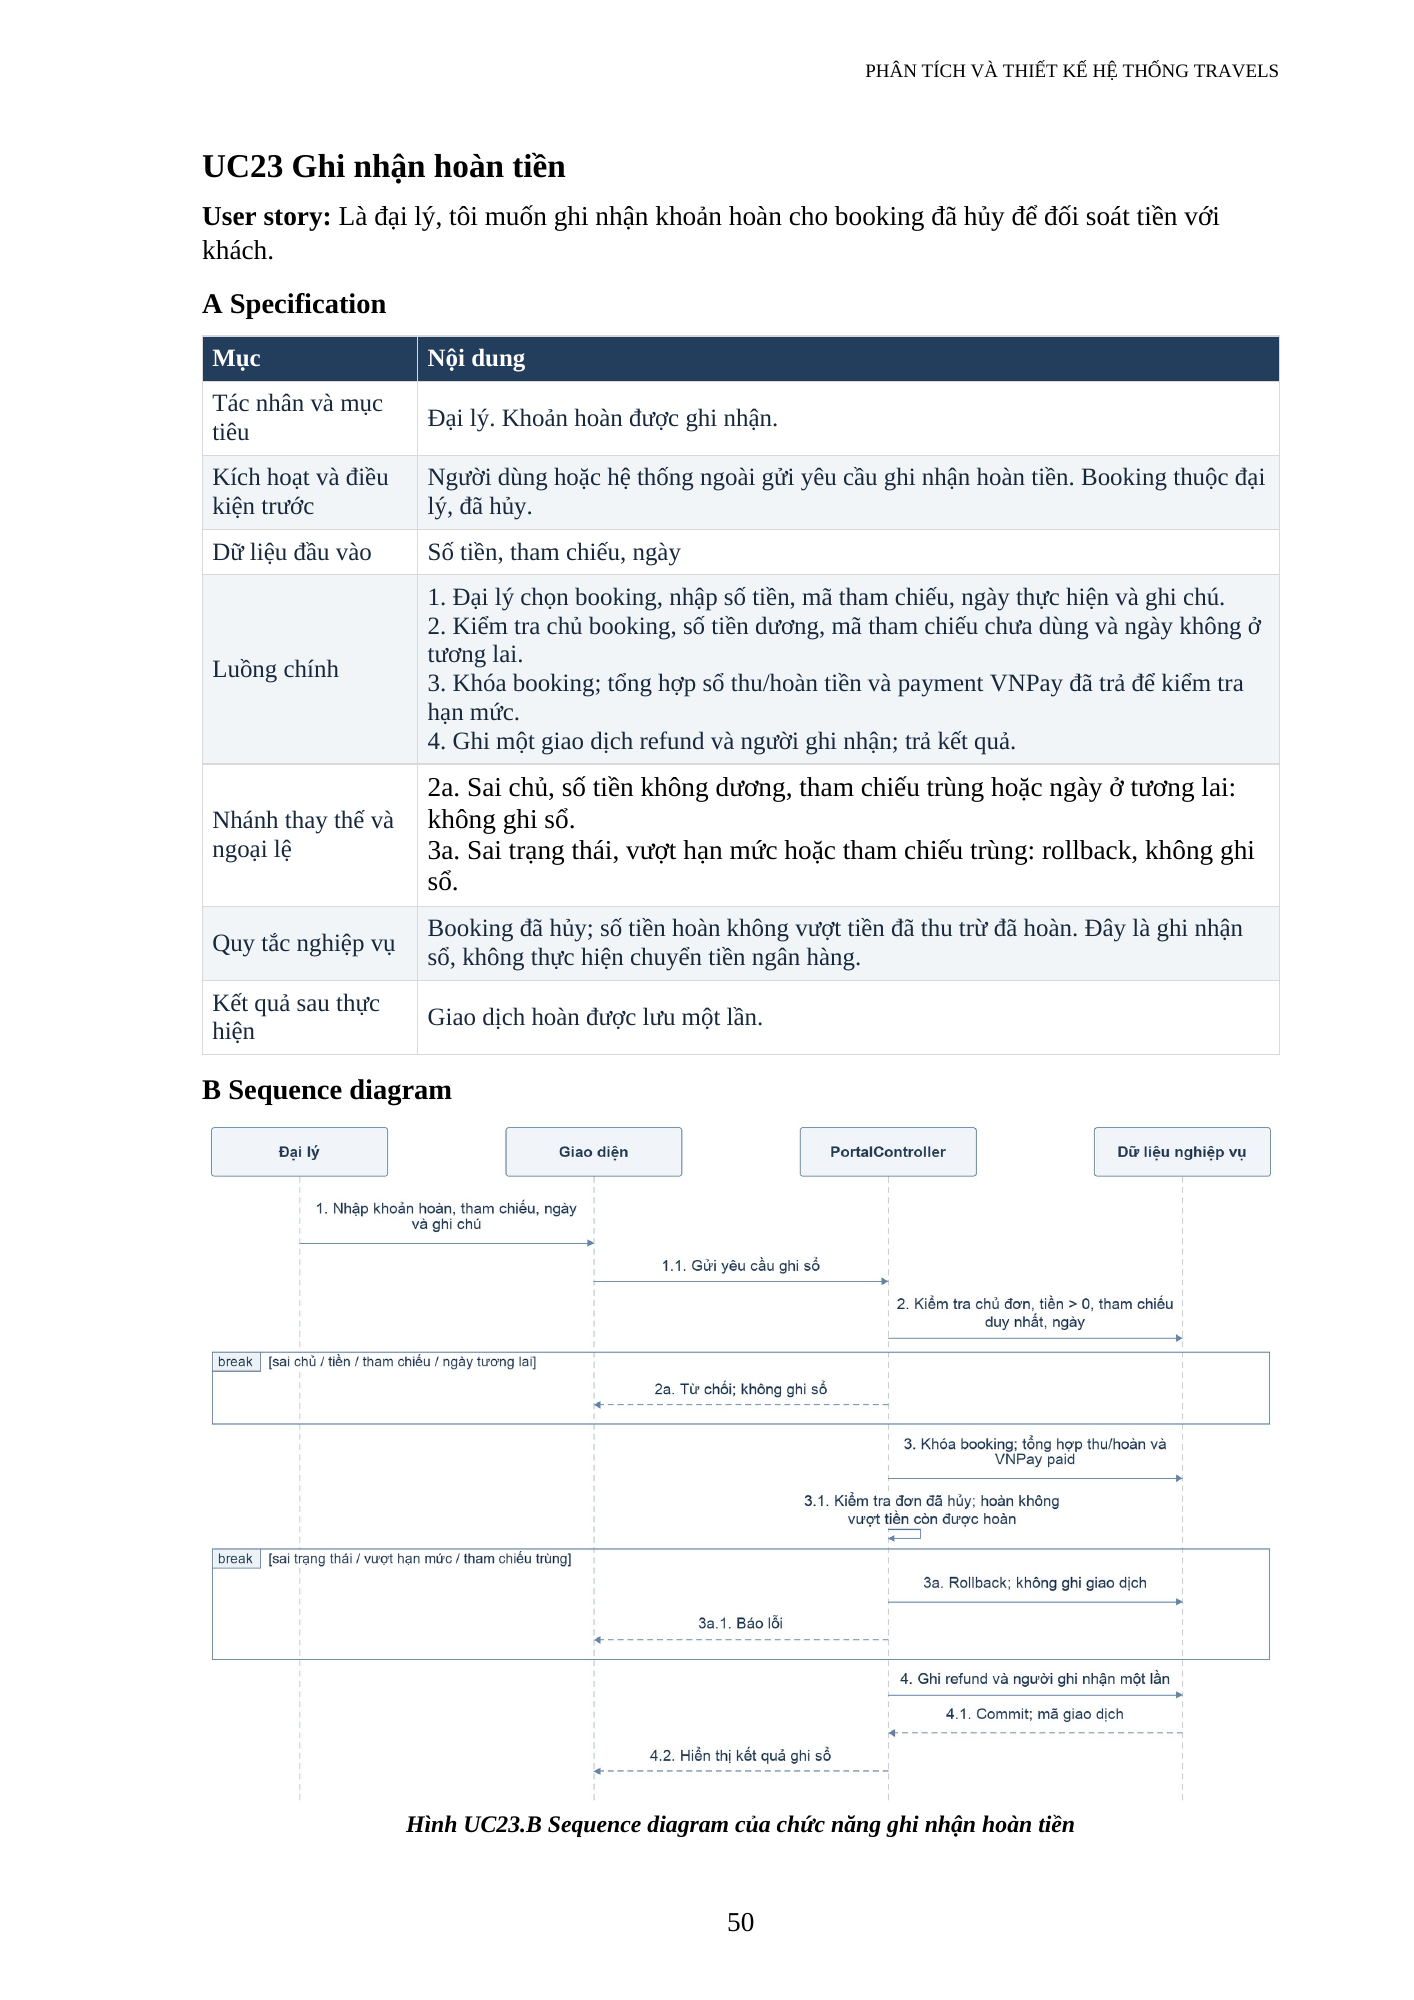 PHÂN TÍCH VÀ THIẾT KẾ HỆ THỐNG TRAVELS
UC23 Ghi nhận hoàn tiền
User story: Là đại lý, tôi muốn ghi nhận khoản hoàn cho booking đã hủy để đối soát tiền với
khách.
A Specification
Mục
Nội dung
Tác nhân và mục
tiêu
Đại lý. Khoản hoàn được ghi nhận.
Kích hoạt và điều
kiện trước
Người dùng hoặc hệ thống ngoài gửi yêu cầu ghi nhận hoàn tiền. Booking thuộc đại
lý, đã hủy.
Dữ liệu đầu vào
Số tiền, tham chiếu, ngày
Luồng chính
1. Đại lý chọn booking, nhập số tiền, mã tham chiếu, ngày thực hiện và ghi chú.
2. Kiểm tra chủ booking, số tiền dương, mã tham chiếu chưa dùng và ngày không ở
tương lai.
3. Khóa booking; tổng hợp sổ thu/hoàn tiền và payment VNPay đã trả để kiểm tra
hạn mức.
4. Ghi một giao dịch refund và người ghi nhận; trả kết quả.
Nhánh thay thế và
ngoại lệ
2a. Sai chủ, số tiền không dương, tham chiếu trùng hoặc ngày ở tương lai:
không ghi sổ.
3a. Sai trạng thái, vượt hạn mức hoặc tham chiếu trùng: rollback, không ghi
sổ.
Quy tắc nghiệp vụ
Booking đã hủy; số tiền hoàn không vượt tiền đã thu trừ đã hoàn. Đây là ghi nhận
sổ, không thực hiện chuyển tiền ngân hàng.
Kết quả sau thực
hiện
Giao dịch hoàn được lưu một lần.
B Sequence diagram
Đại lý
Giao diện
PortalController
Dữ liệu nghiệp vụ
1. Nhập khoản hoàn, tham chiếu, ngày
và ghi chú
1.1. Gửi yêu cầu ghi sổ
2. Kiểm tra chủ đơn, tiền > 0, tham chiếu
duy nhất, ngày
break [sai chủ / tiền / tham chiếu / ngày tương lai]
2a. Từ chối; không ghi sổ
3. Khóa booking; tổng hợp thu/hoàn và
VNPay paid
3.1. Kiểm tra đơn đã hủy; hoàn không
vượt tiền còn được hoàn
break [sai trạng thái / vượt hạn mức / tham chiếu trùng]
3a. Rollback; không ghi giao dịch
3a.1. Báo lỗi
4. Ghi refund và người ghi nhận một lần
4.1. Commit; mã giao dịch
4.2. Hiển thị kết quả ghi sổ
Hình UC23.B Sequence diagram của chức năng ghi nhận hoàn tiền
50